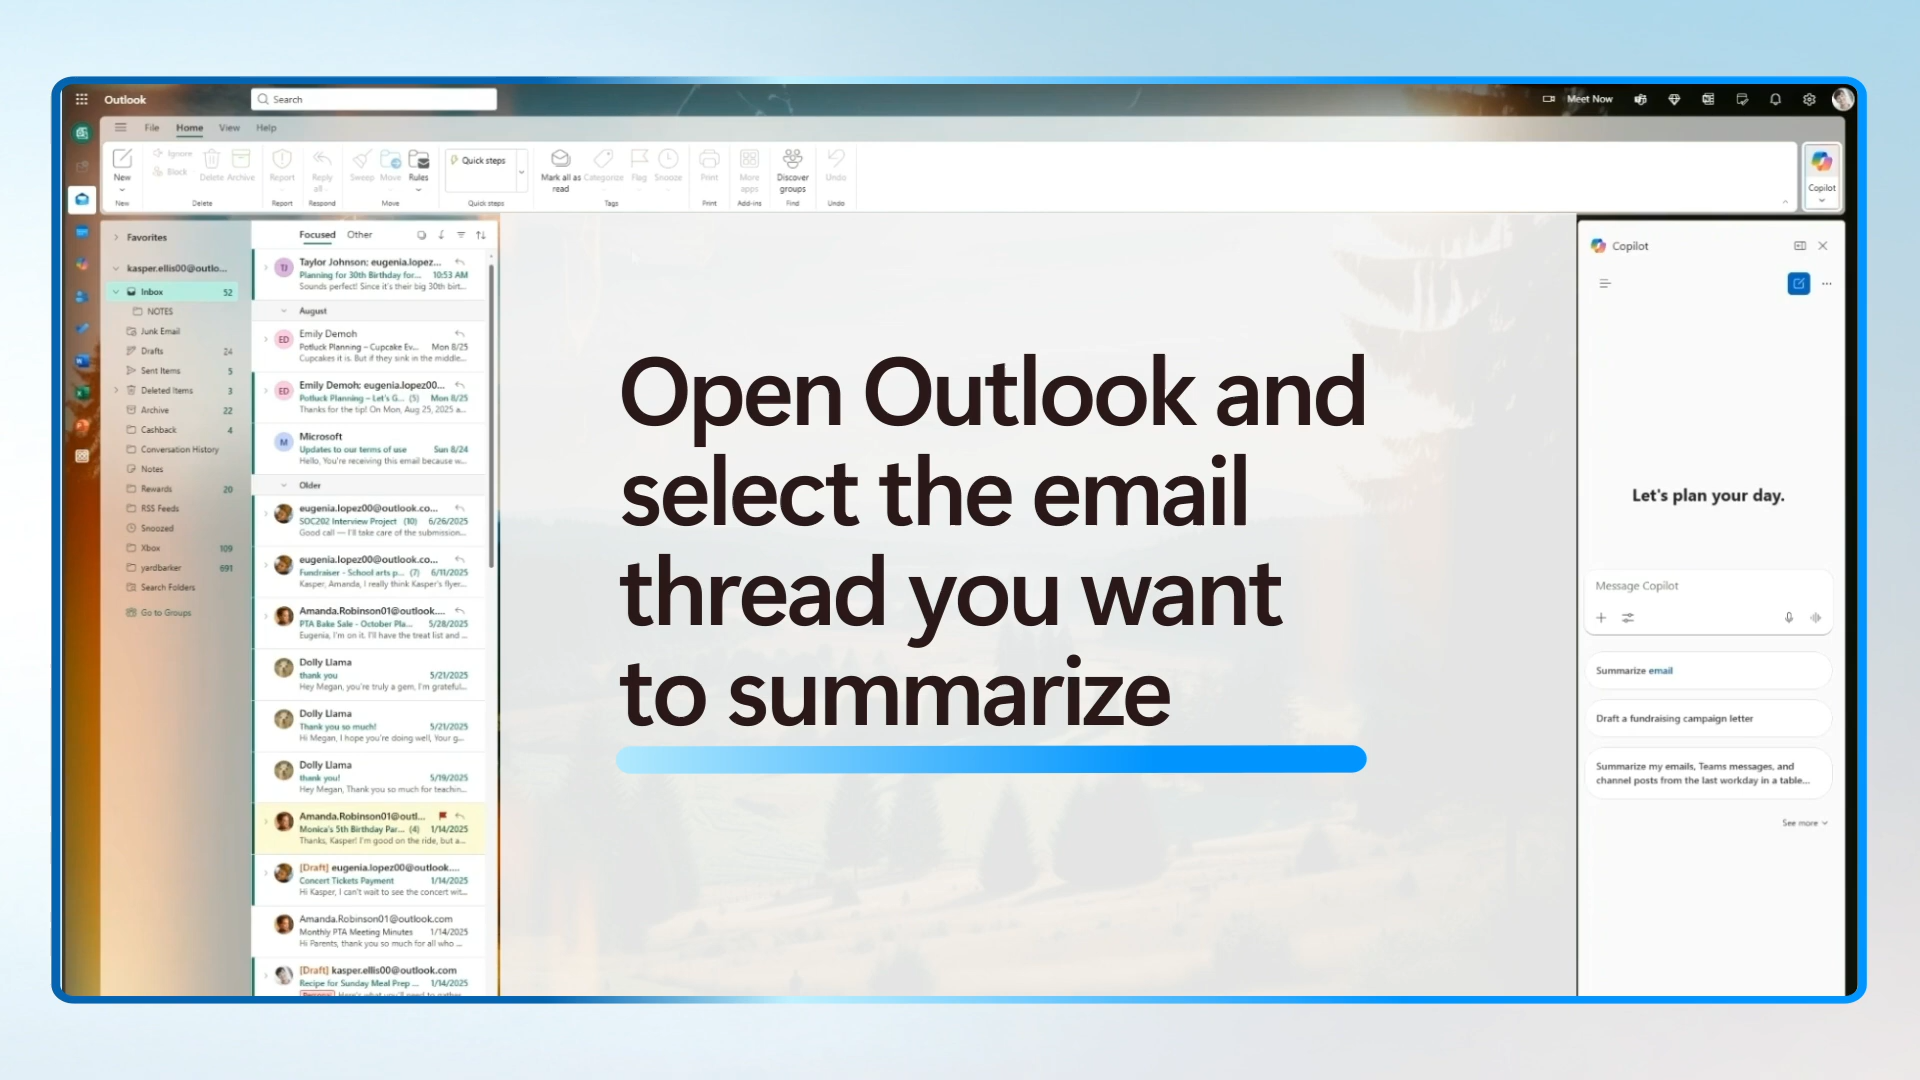 Outlook
Search
Meet Now
File Home View Help
New
Ignore
Block
Delete Archive
Report
Reply all
Sweep Move Rules
Quick steps
Mark all as read
Categorize Flag Snooze
Print
More apps
Discover groups
Undo
Copilot
New Delete Report Respond Move Quick steps Tags Print Add-ins Find Undo
Favorites
kasper.ellis00@outlo...
Inbox 52
NOTES
Junk Email
Drafts 24
Sent Items 5
Deleted Items 3
Archive 22
Cashback 4
Conversation History
Notes
Rewards 20
RSS Feeds
Snoozed
Xbox 109
yardbarker 691
Search Folders
Go to Groups
Focused Other
TJ
Taylor Johnson: eugenia.lopez...
Planning for 30th Birthday for... 10:53 AM
Sounds perfect! Since it's their big 30th birt...
August
ED
Emily Demoh
Potluck Planning – Cupcake Ev... Mon 8/25
Cupcakes it is. But if they sink in the middle...
ED
Emily Demoh: eugenia.lopez00...
Potluck Planning – Let's G... (5) Mon 8/25
Thanks for the tip! On Mon, Aug 25, 2025 a...
M
Microsoft
Updates to our terms of use Sun 8/24
Hello, You're receiving this email because w...
Older
eugenia.lopez00@outlook.co...
SOC202 Interview Project (10) 6/26/2025
Good call — I'll take care of the submission...
eugenia.lopez00@outlook.co...
Fundraiser - School arts p... (7) 6/11/2025
Kasper, Amanda, I really think Kasper's flyer...
Amanda.Robinson01@outlook....
PTA Bake Sale - October Pla... 5/28/2025
Eugenia, I'm on it. I'll have the treat list and ...
Dolly Llama
thank you 5/21/2025
Hey Megan, you're truly a gem, I'm grateful...
Dolly Llama
Thank you so much! 5/21/2025
Hi Megan, I hope you're doing well, Your g...
Dolly Llama
thank you! 5/19/2025
Hey Megan, Thank you so much for teachin...
Amanda.Robinson01@outl...
Monica's 5th Birthday Par... (4) 1/14/2025
Thanks, Kasper! I'm good on the ride, but a...
[Draft] eugenia.lopez00@outlook....
Concert Tickets Payment 1/14/2025
Hi Kasper, I can't wait to see the concert wit...
Amanda.Robinson01@outlook.com
Monthly PTA Meeting Minutes 1/14/2025
Hi Parents, thank you so much for all who ...
[Draft] kasper.ellis00@outlook.com
Recipe for Sunday Meal Prep ... 1/14/2025
Open Outlook and
select the email
thread you want
to summarize
Copilot
Let's plan your day.
Message Copilot
Summarize email
Draft a fundraising campaign letter
Summarize my emails, Teams messages, and
channel posts from the last workday in a table...
See more